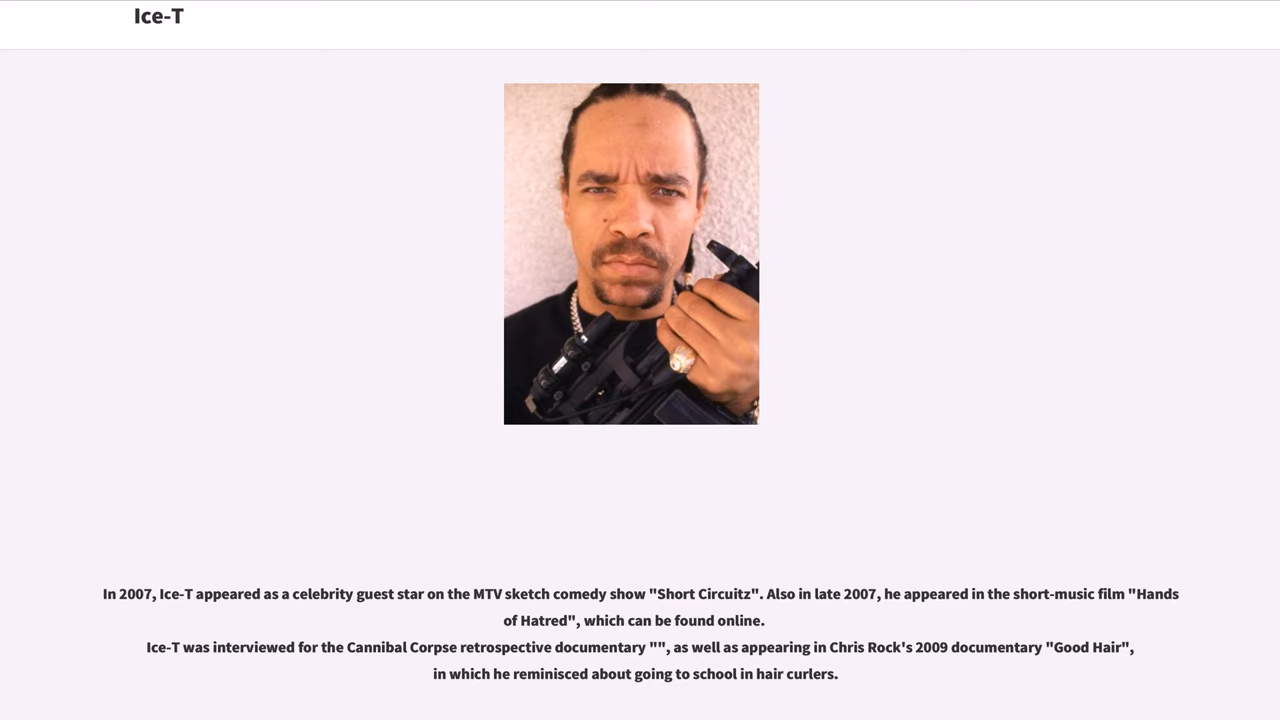 Ice-T
In 2007, Ice-T appeared as a celebrity guest star on the MTV sketch comedy show "Short Circuitz". Also in late 2007, he appeared in the short-music film "Hands
of Hatred", which can be found online.
Ice-T was interviewed for the Cannibal Corpse retrospective documentary "", as well as appearing in Chris Rock's 2009 documentary "Good Hair",
in which he reminisced about going to school in hair curlers.